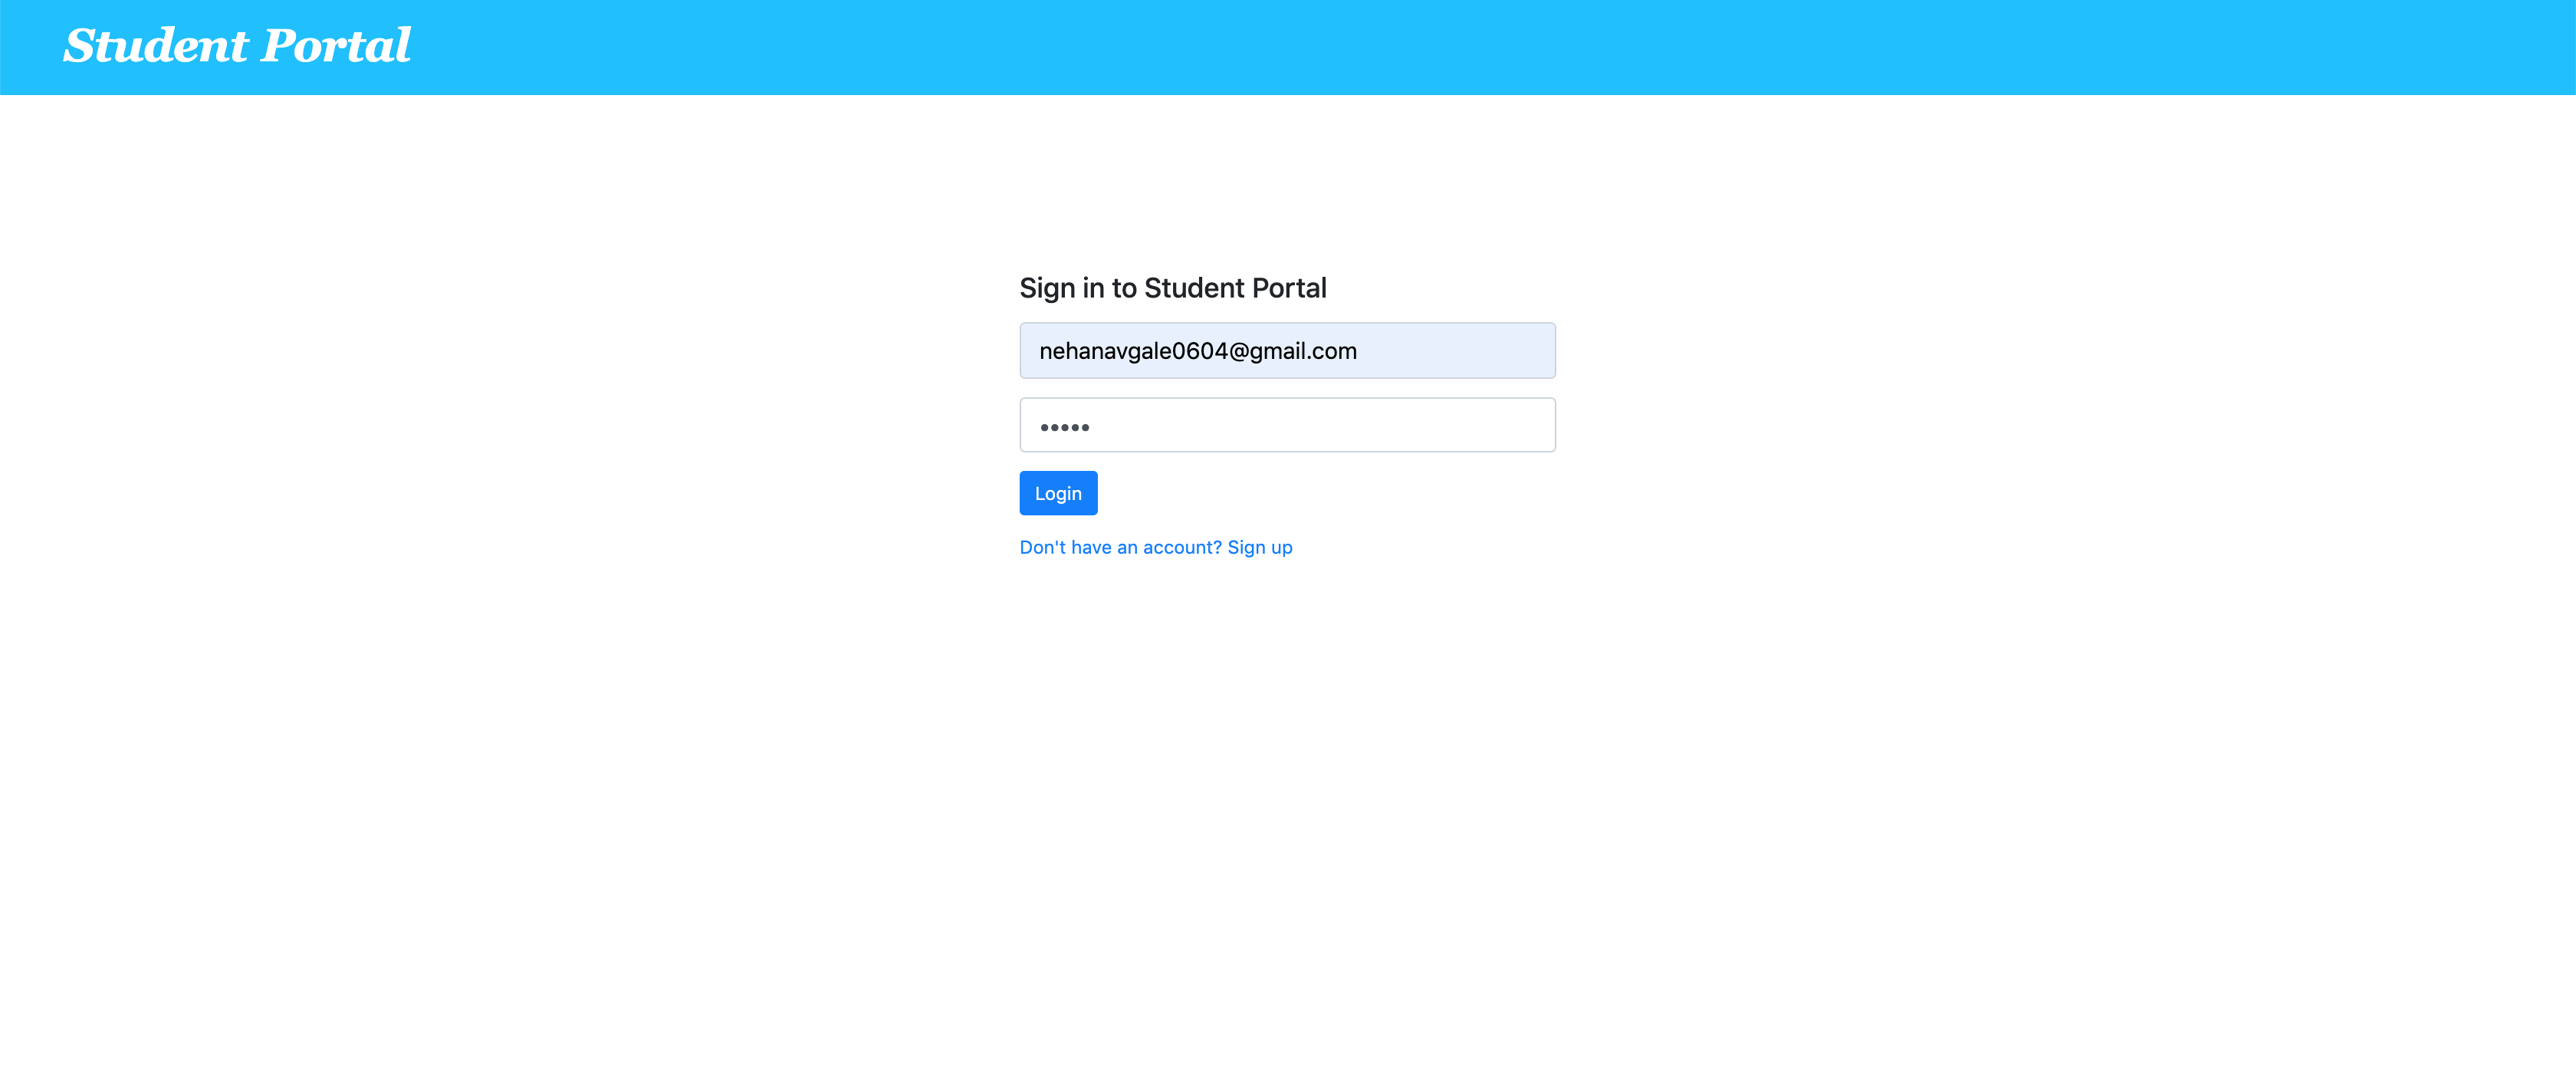 Student Portal
Sign in to Student Portal
nehanavgale0604@gmail.com
•••••
Login
Don't have an account? Sign up